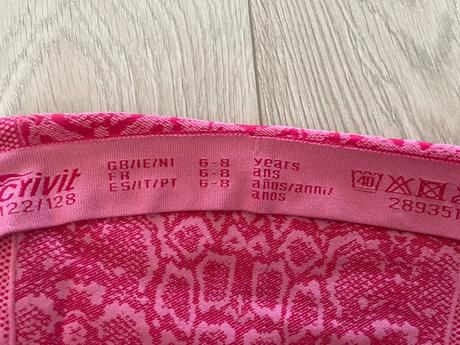 crivit
122/128
GB/IE/NI 6-8 years
FR 6-8 ans
ES/IT/PT 6-8 años/anni/
anos
40
289351